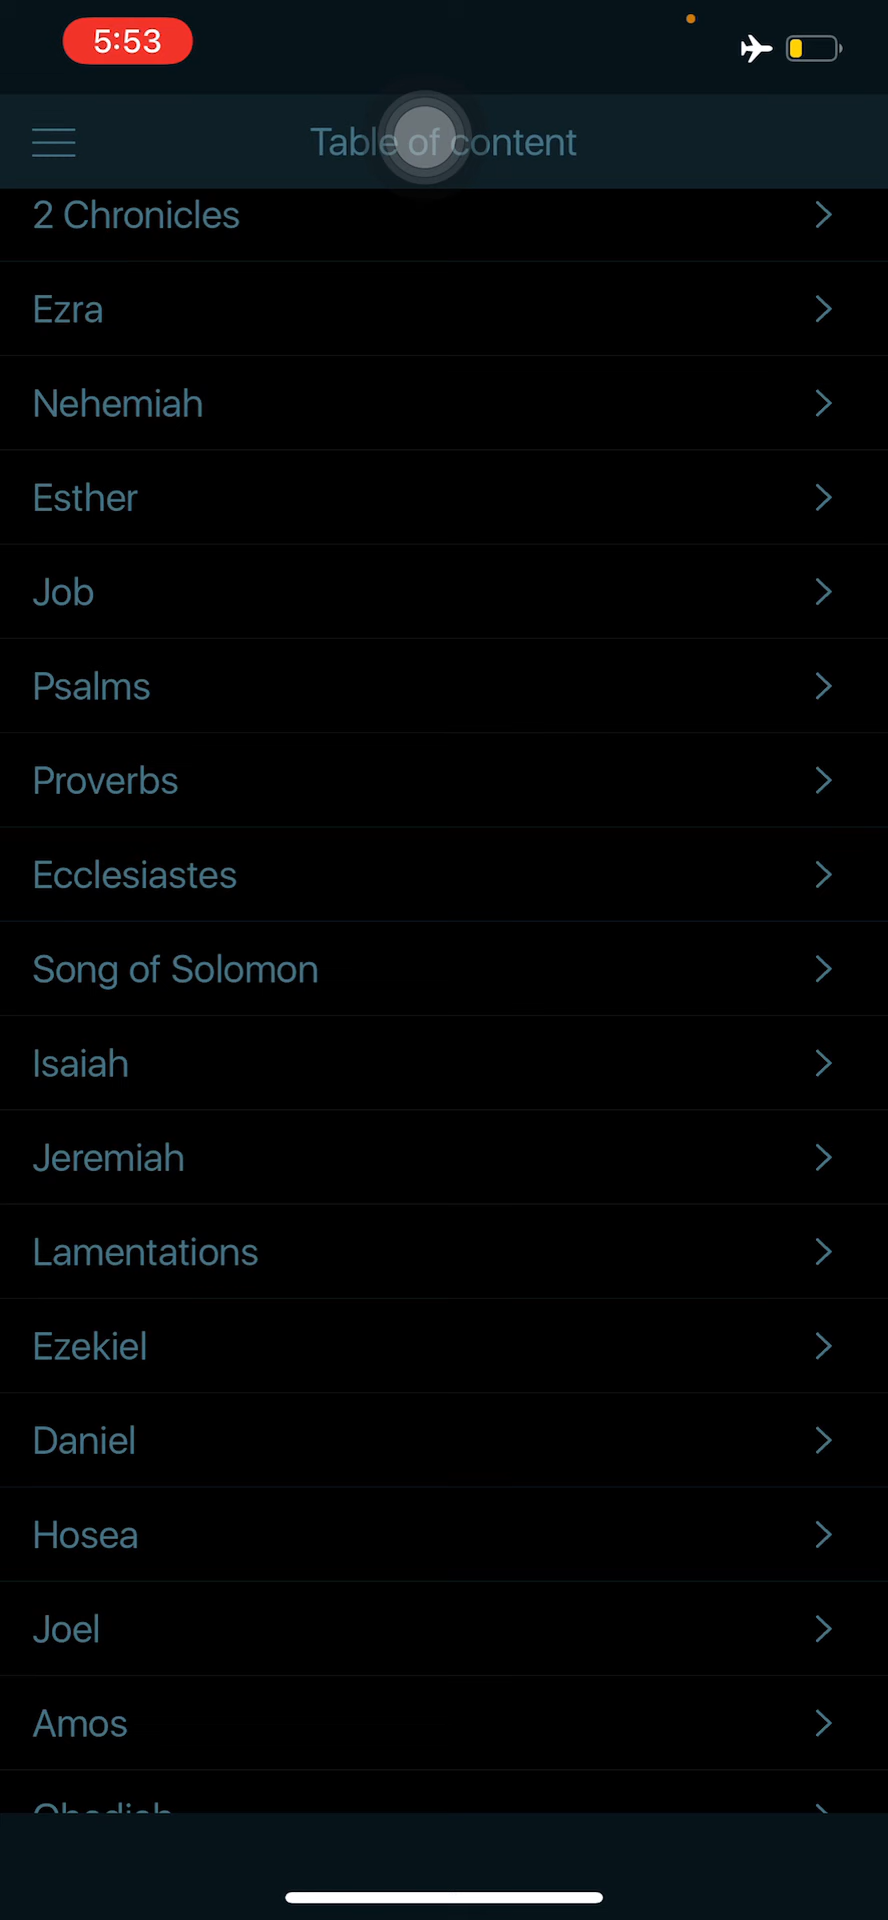 5:53
Table of content
2 Chronicles
Ezra
Nehemiah
Esther
Job
Psalms
Proverbs
Ecclesiastes
Song of Solomon
Isaiah
Jeremiah
Lamentations
Ezekiel
Daniel
Hosea
Joel
Amos
Obadiah